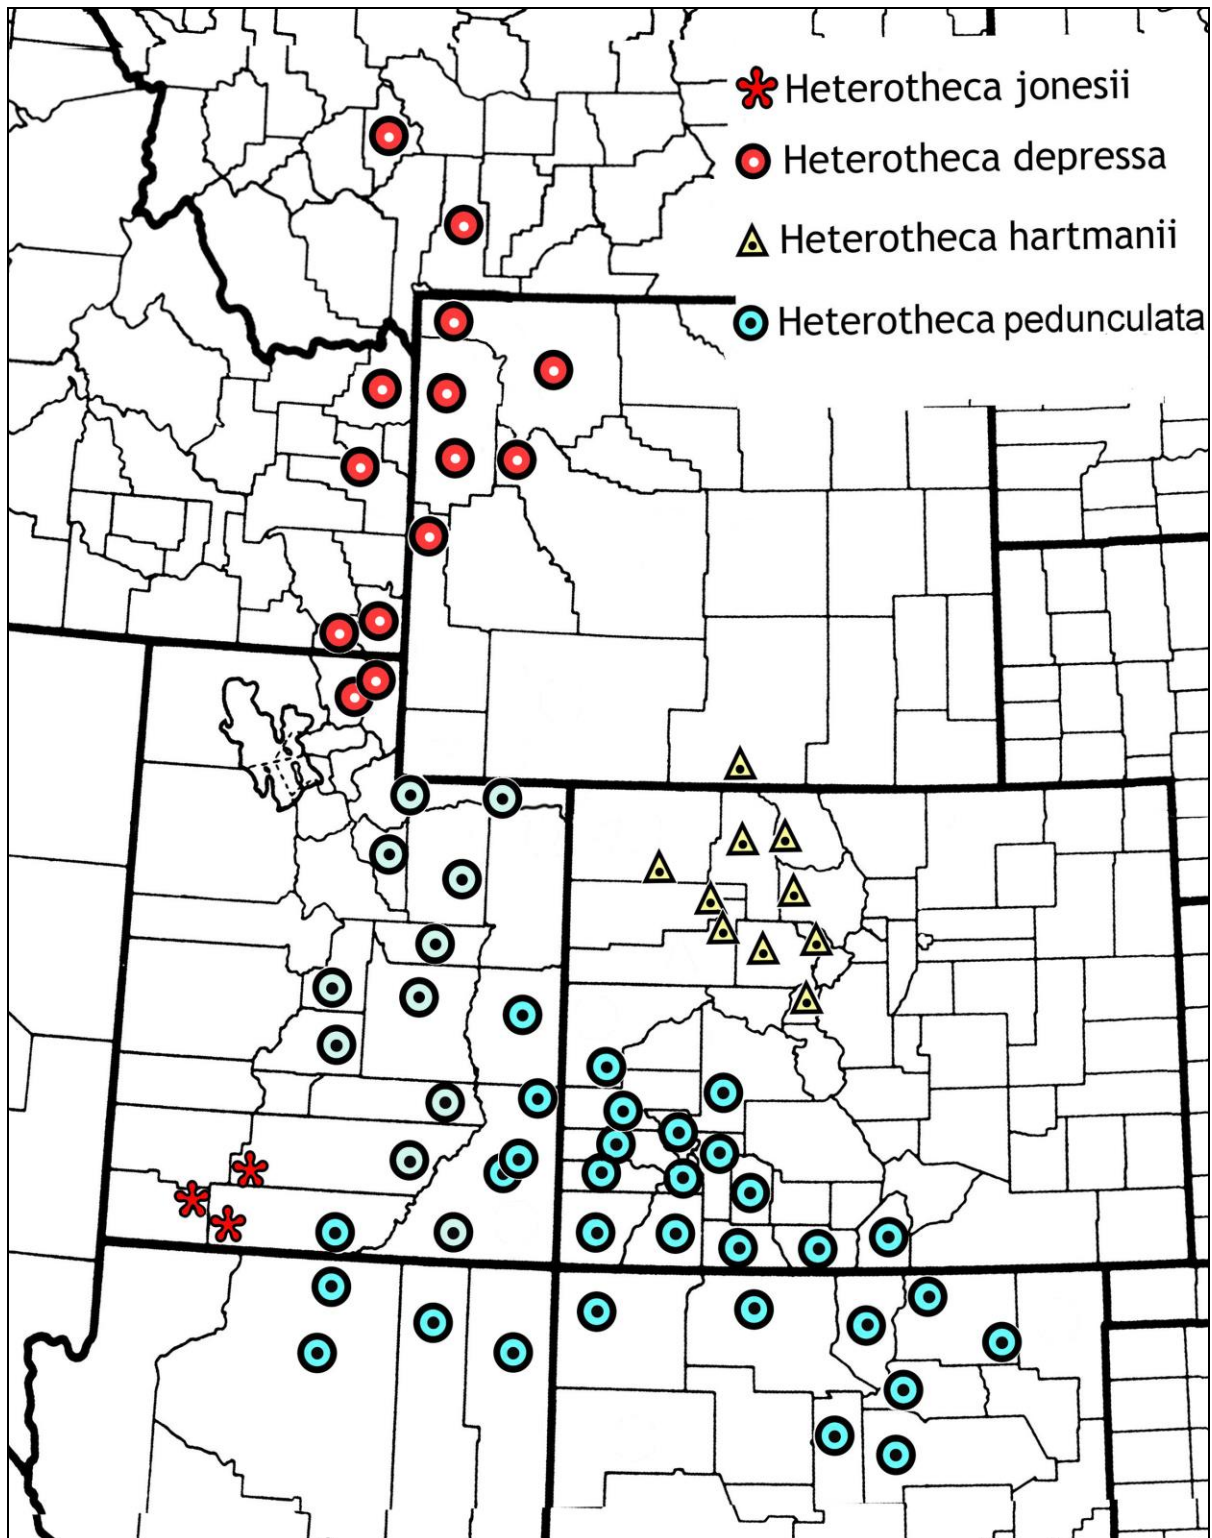 Heterotheca jonesii
Heterotheca depressa
Heterotheca hartmanii
Heterotheca pedunculata